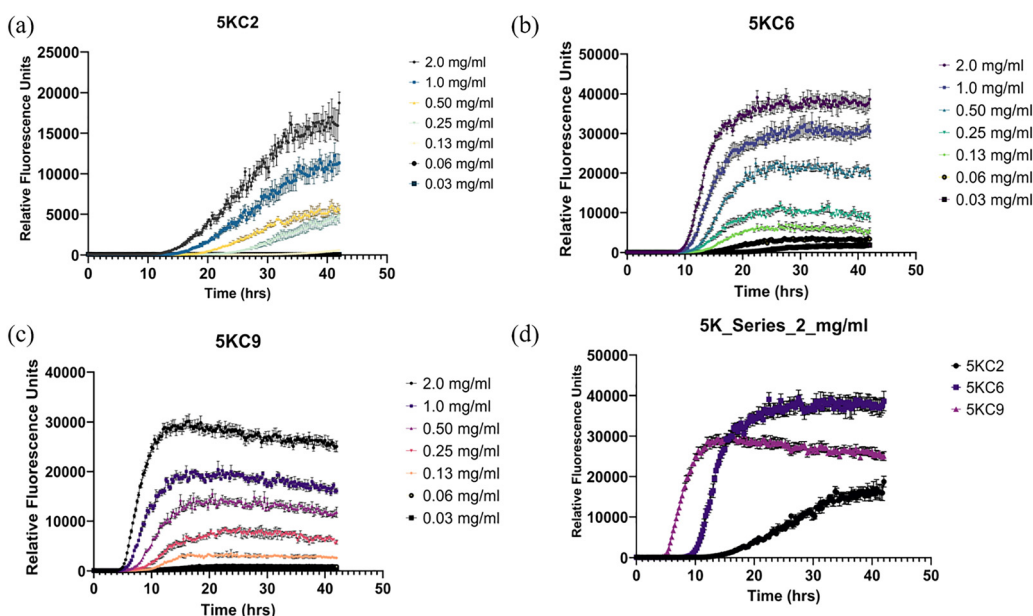 (a)
5KC2
Relative Fluorescence Units
25000
20000
15000
10000
5000
0
0 10 20 30 40 50
Time (hrs)
2.0 mg/ml
1.0 mg/ml
0.50 mg/ml
0.25 mg/ml
0.13 mg/ml
0.06 mg/ml
0.03 mg/ml
(b)
5KC6
Relative Fluorescence Units
50000
40000
30000
20000
10000
0
0 10 20 30 40 50
Time (hrs)
2.0 mg/ml
1.0 mg/ml
0.50 mg/ml
0.25 mg/ml
0.13 mg/ml
0.06 mg/ml
0.03 mg/ml
(c)
5KC9
Relative Fluorescence Units
40000
30000
20000
10000
0
0 10 20 30 40 50
Time (hrs)
2.0 mg/ml
1.0 mg/ml
0.50 mg/ml
0.25 mg/ml
0.13 mg/ml
0.06 mg/ml
0.03 mg/ml
(d)
5K_Series_2_mg/ml
Relative Fluorescence Units
50000
40000
30000
20000
10000
0
0 10 20 30 40 50
Time (hrs)
5KC2
5KC6
5KC9